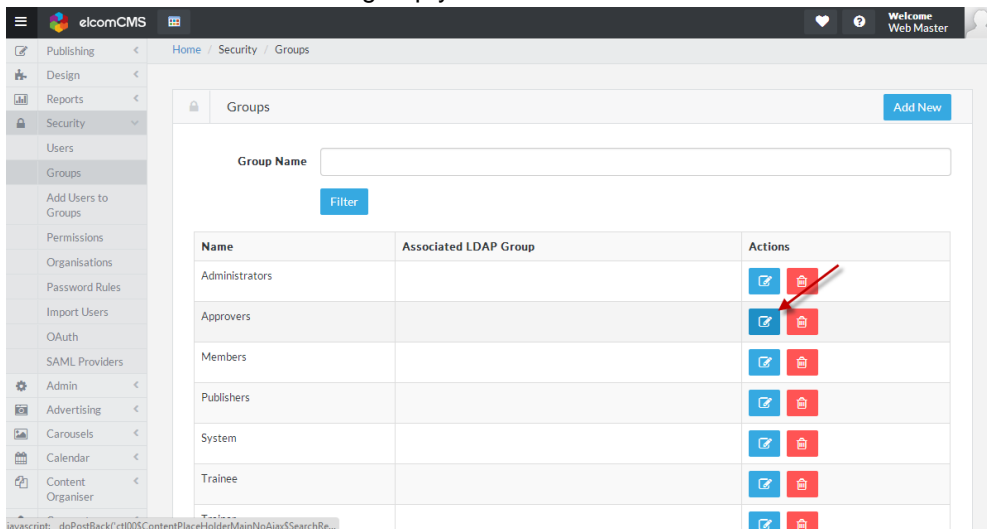 elcomCMS
Welcome
Web Master
Publishing
Home / Security / Groups
Design
Reports
Groups
Add New
Security
Users
Groups
Group Name
Add Users to
Groups
Filter
Permissions
Organisations
Password Rules
Import Users
OAuth
SAML Providers
Admin
Advertising
Carousels
Calendar
Content
Organiser
Name Associated LDAP Group Actions
Administrators
Approvers
Members
Publishers
System
Trainee